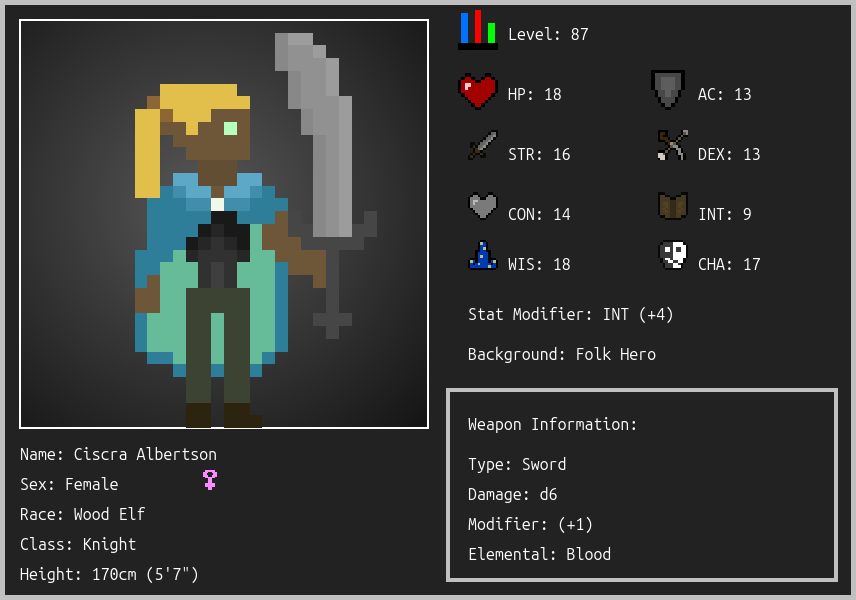 Level: 87
HP: 18
AC: 13
STR: 16
DEX: 13
CON: 14
INT: 9
WIS: 18
CHA: 17
Stat Modifier: INT (+4)
Background: Folk Hero
Weapon Information:
Type: Sword
Damage: d6
Modifier: (+1)
Elemental: Blood
Name: Ciscra Albertson
Sex: Female
Race: Wood Elf
Class: Knight
Height: 170cm (5'7")